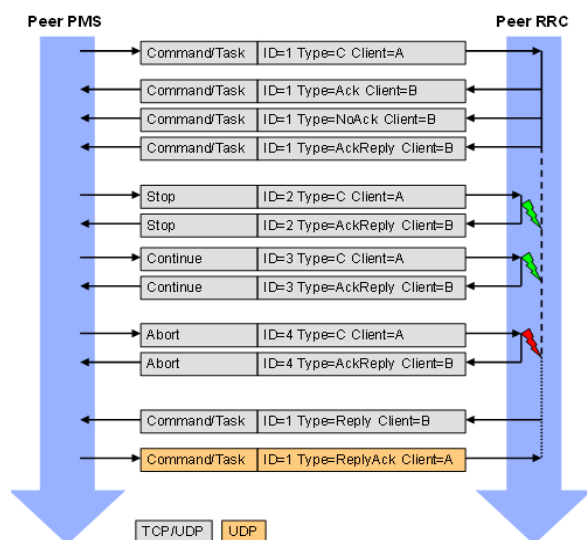 Peer PMS Peer RRC
Command/Task ID=1 Type=C Client=A
Command/Task ID=1 Type=Ack Client=B
Command/Task ID=1 Type=NoAck Client=B
Command/Task ID=1 Type=AckReply Client=B
Stop ID=2 Type=C Client=A
Stop ID=2 Type=AckReply Client=B
Continue ID=3 Type=C Client=A
Continue ID=3 Type=AckReply Client=B
Abort ID=4 Type=C Client=A
Abort ID=4 Type=AckReply Client=B
Command/Task ID=1 Type=Reply Client=B
Command/Task ID=1 Type=ReplyAck Client=A
TCP/UDP UDP